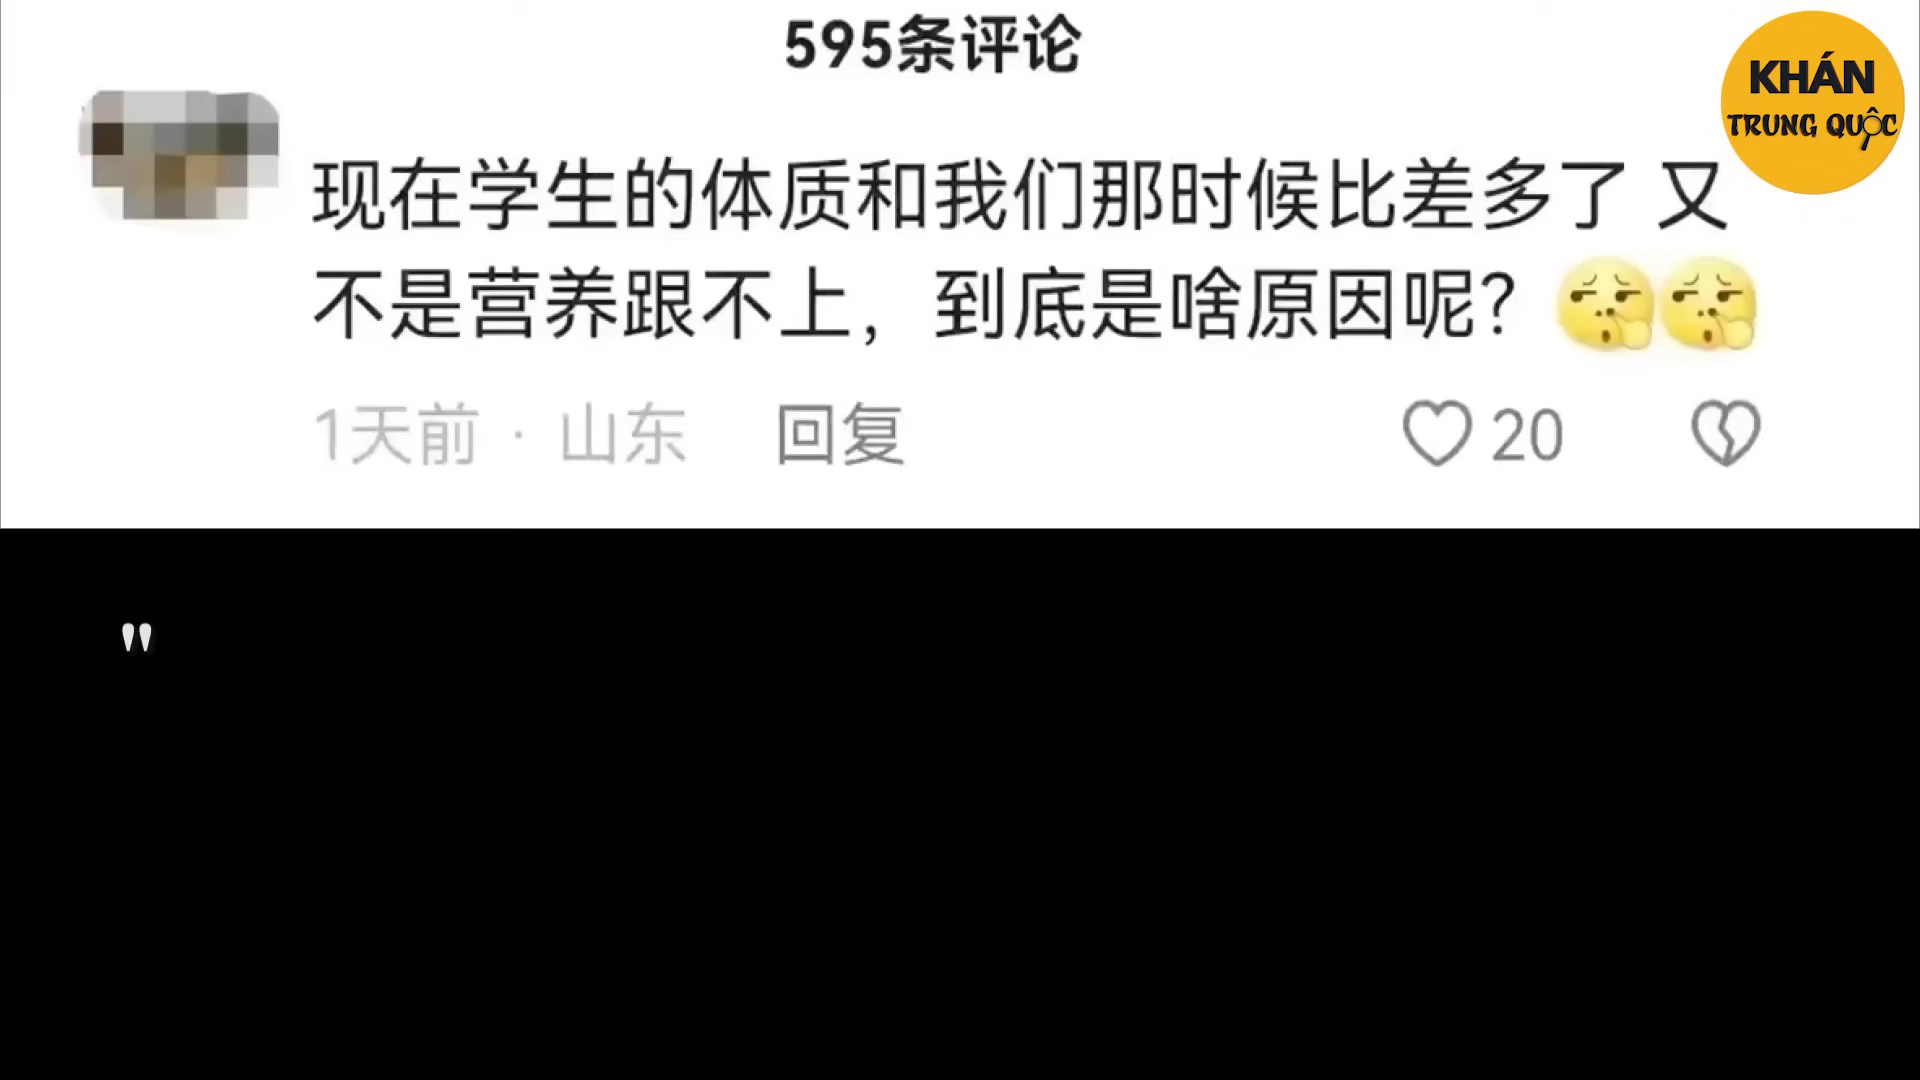 595条评论
KHÁN
TRUNG QUỐC
现在学生的体质和我们那时候比差多了 又
不是营养跟不上，到底是啥原因呢？
1天前 · 山东 回复 20
"